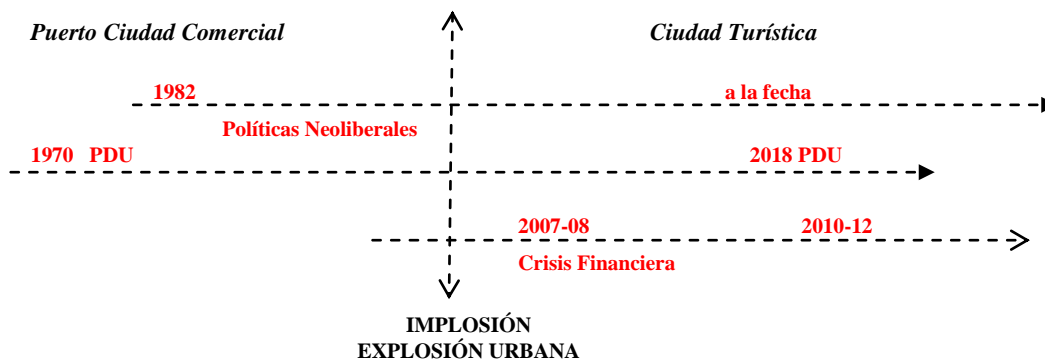 Puerto Ciudad Comercial
Ciudad Turística
1982
a la fecha
Políticas Neoliberales
1970 PDU
2018 PDU
2007-08
2010-12
Crisis Financiera
IMPLOSIÓN
EXPLOSIÓN URBANA